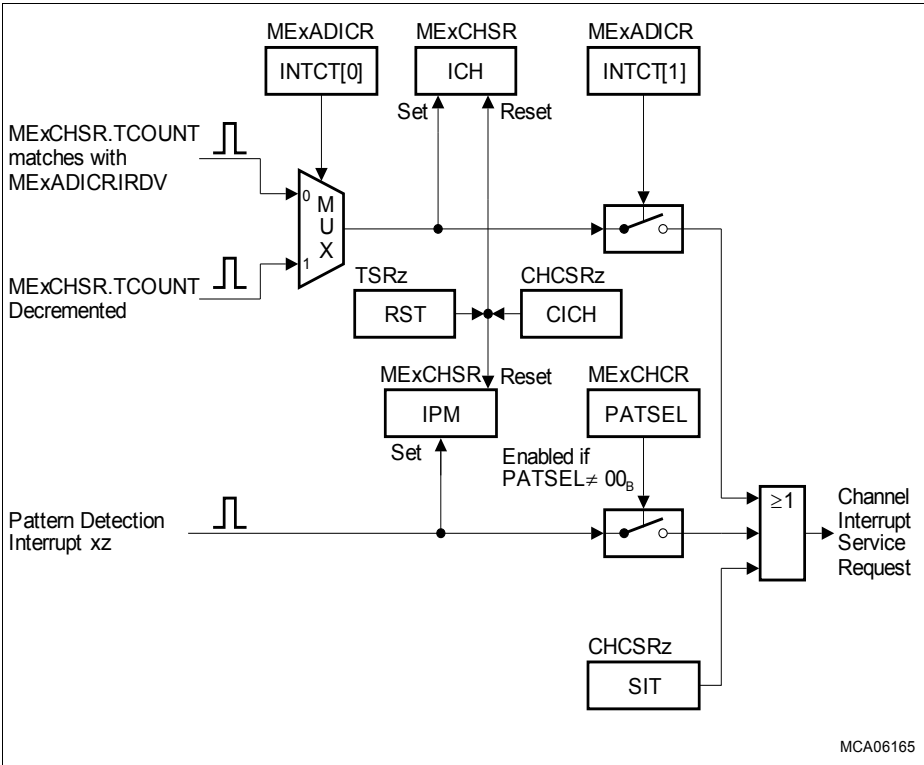 MExADICR
INTCT[0]
MExCHSR
ICH
MExADICR
INTCT[1]
Set
Reset
MExCHSR.TCOUNT
matches with
MExADICR.IRDV
0
M
U
X
1
MExCHSR.TCOUNT
Decremented
TSRz
RST
CHCSRz
CICH
MExCHSR
Reset
IPM
Set
MExCHCR
PATSEL
Enabled if
PATSEL≠ 00B
Pattern Detection
Interrupt xz
≥1
Channel
Interrupt
Service
Request
CHCSRz
SIT
MCA06165